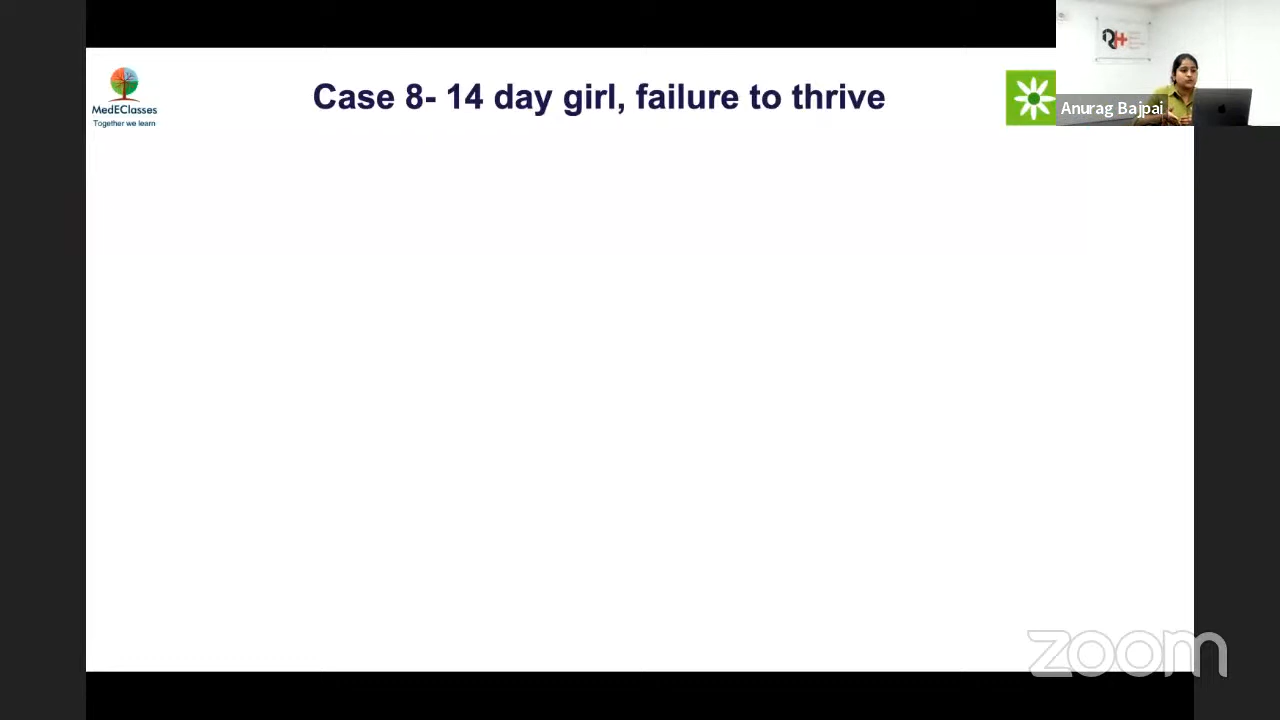 MedEClasses
Together we learn
Case 8- 14 day girl, failure to thrive
Anurag Bajpai
zoom